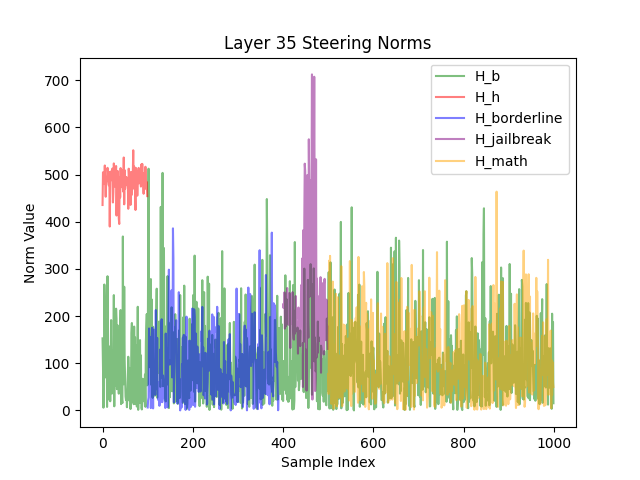 Layer 35 Steering Norms
Norm Value
700
600
500
400
300
200
100
0
H_b
H_h
H_borderline
H_jailbreak
H_math
0
200
400
600
800
1000
Sample Index